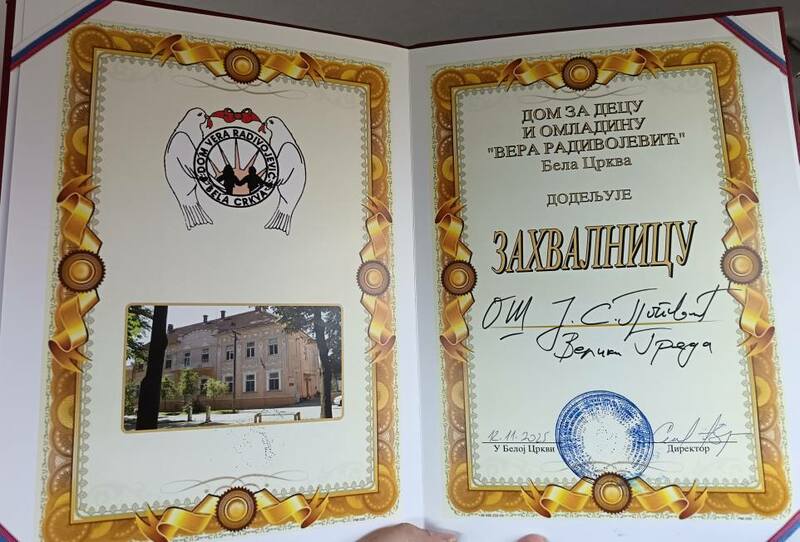 DOM VERA RADIVOJEVIĆ
BELA CRKVA
ДОМ ЗА ДЕЦУ
И ОМЛАДИНУ
"ВЕРА РАДИВОЈЕВИЋ"
Бела Црква
ДОДЕЉУЈЕ
ЗАХВАЛНИЦУ
ОШ Ј. С. Поповић
Велика Греда
12.11.2025
У Белој Цркви
Директор